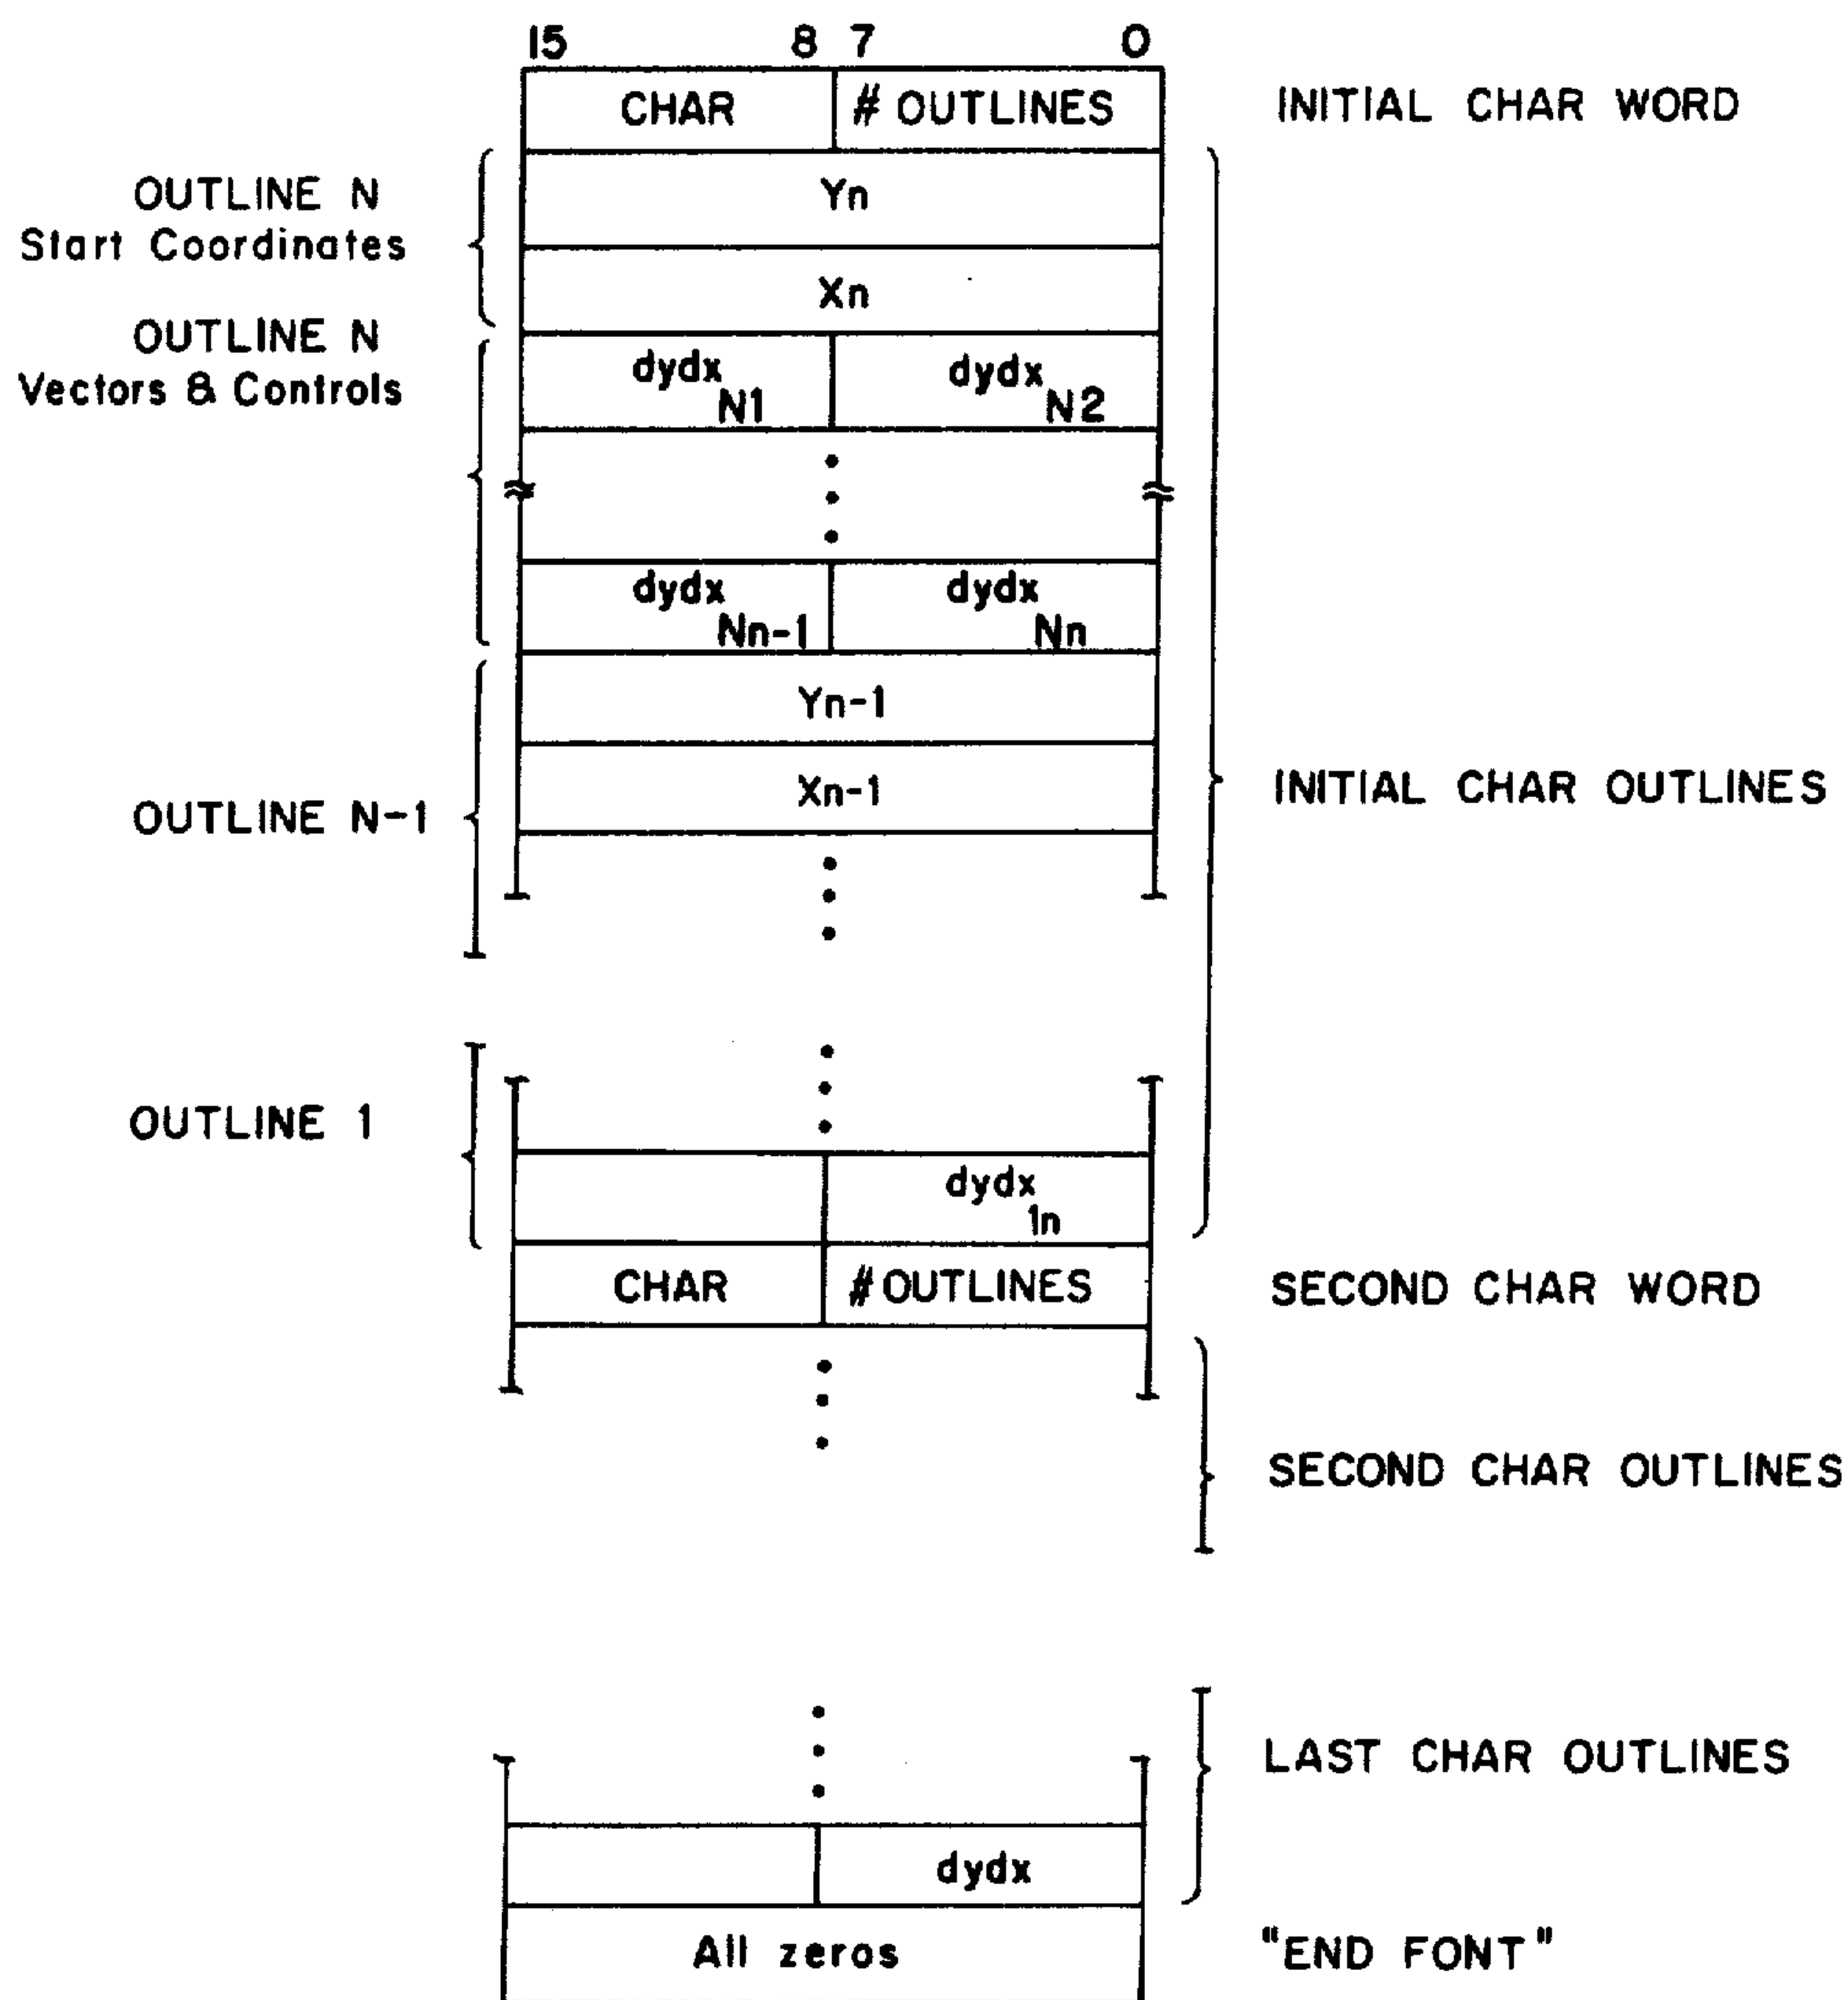 15 8 7 0
CHAR # OUTLINES INITIAL CHAR WORD
OUTLINE N
Start Coordinates
Yn
Xn
OUTLINE N
Vectors & Controls
dydx N1 dydx N2
dydx Nn-1 dydx Nn
Yn-1
Xn-1
OUTLINE N-1
INITIAL CHAR OUTLINES
OUTLINE 1
dydx 1n
CHAR # OUTLINES SECOND CHAR WORD
SECOND CHAR OUTLINES
LAST CHAR OUTLINES
dydx
All zeros "END FONT"